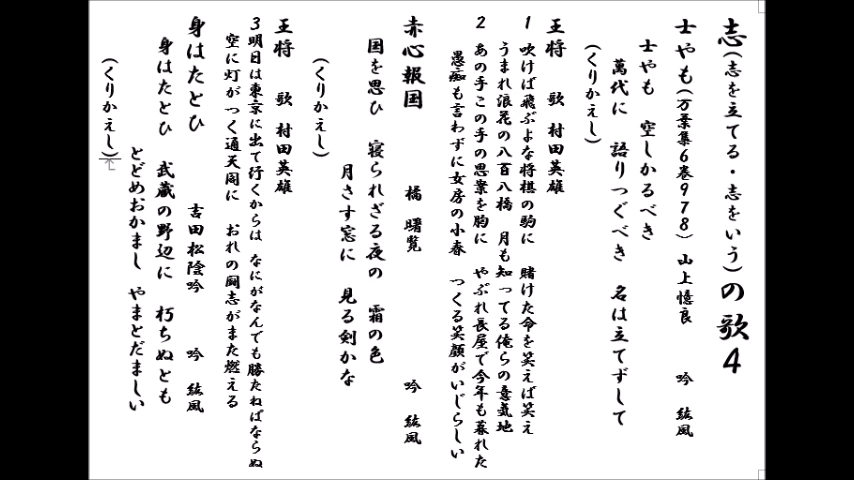 志(志を立てる・志をいう)の歌4
士やも(万葉集6巻978) 山上憶良 吟 絃風
士やも 空しかるべき
萬代に 語りつぐべき 名は立てずして
(くりかえし)
王将 歌 村田英雄
1 吹けば飛ぶよな将棋の駒に 賭けた命を笑えば笑え
うまれ浪花の八百八橋 月も知ってる俺らの意気地
2 あの手この手の思案を胸に やぶれ長屋で今年も暮れた
愚痴も言わずに女房の小春 つくる笑顔がいじらしい
赤心報国 橘 曙覧 吟 絃風
国を思ひ 寝られざる夜の 霜の色
月さす窓に 見る剣かな
(くりかえし)
王将 歌 村田英雄
3 明日は東京に出て行くからは なにがなんでも勝たねばならぬ
空に灯がつく通天閣に おれの闘志がまた燃える
身はたとひ 吉田松陰吟 吟 絃風
身はたとひ 武蔵の野辺に 朽ちぬとも
とどめおかまし やまとだましい
(くりかえし)